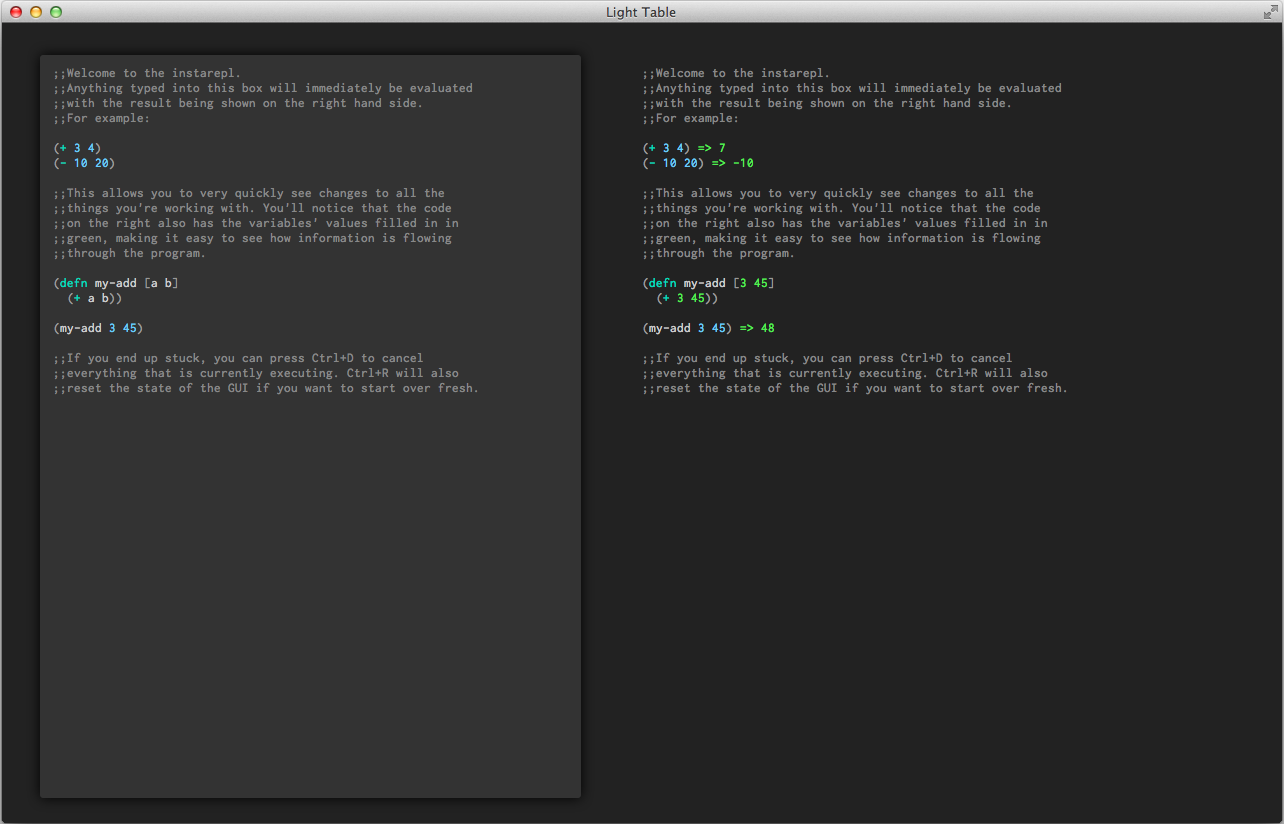 Light Table
;;Welcome to the instarepl.
;;Anything typed into this box will immediately be evaluated
;;with the result being shown on the right hand side.
;;For example:
(+ 3 4)
(- 10 20)
;;This allows you to very quickly see changes to all the
;;things you're working with. You'll notice that the code
;;on the right also has the variables' values filled in in
;;green, making it easy to see how information is flowing
;;through the program.
(defn my-add [a b]
  (+ a b))
(my-add 3 45)
;;If you end up stuck, you can press Ctrl+D to cancel
;;everything that is currently executing. Ctrl+R will also
;;reset the state of the GUI if you want to start over fresh.
;;Welcome to the instarepl.
;;Anything typed into this box will immediately be evaluated
;;with the result being shown on the right hand side.
;;For example:
(+ 3 4) => 7
(- 10 20) => -10
;;This allows you to very quickly see changes to all the
;;things you're working with. You'll notice that the code
;;on the right also has the variables' values filled in in
;;green, making it easy to see how information is flowing
;;through the program.
(defn my-add [3 45]
  (+ 3 45))
(my-add 3 45) => 48
;;If you end up stuck, you can press Ctrl+D to cancel
;;everything that is currently executing. Ctrl+R will also
;;reset the state of the GUI if you want to start over fresh.